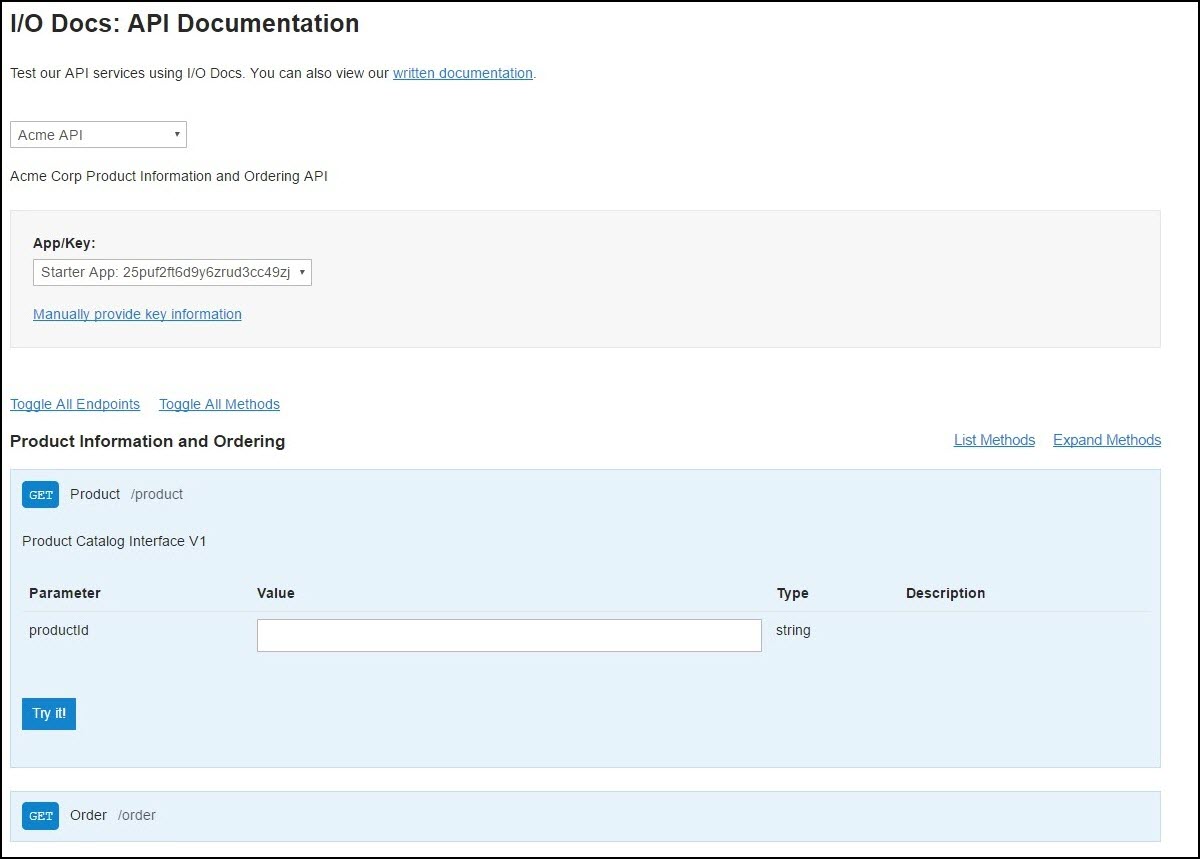 I/O Docs: API Documentation
Test our API services using I/O Docs. You can also view our written documentation.
Acme API
Acme Corp Product Information and Ordering API
App/Key:
Starter App: 25puf2ft6d9y6zrud3cc49zj
Manually provide key information
Toggle All Endpoints Toggle All Methods
Product Information and Ordering List Methods Expand Methods
GET Product /product
Product Catalog Interface V1
Parameter Value Type Description
productId string
Try it!
GET Order /order